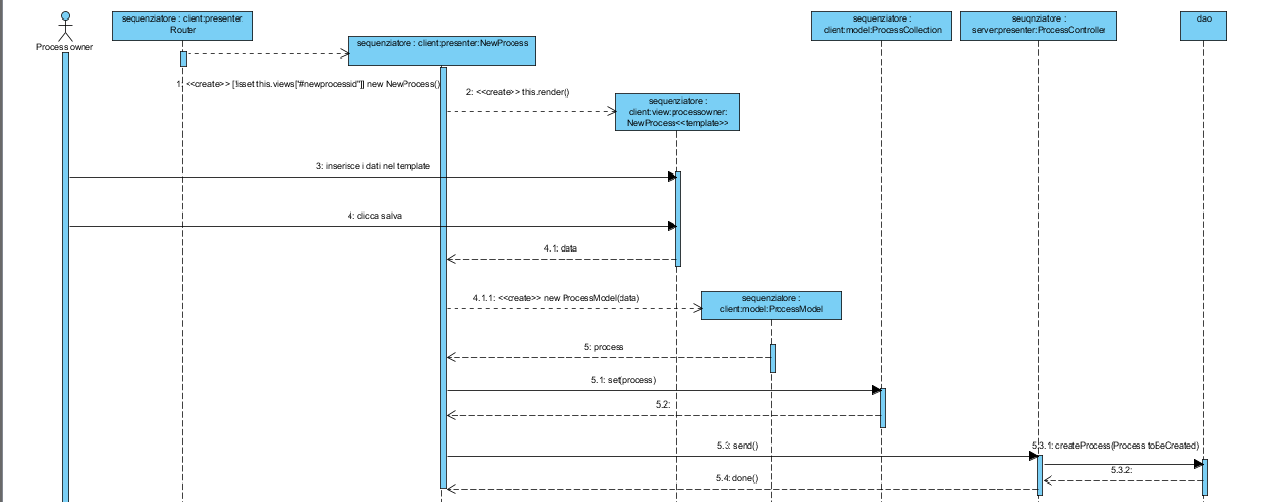 sequenziatore : client:presenter:
Router
sequenziatore :
client:model:ProcessCollection
seuqnziatore :
server:presenter:ProcessController
dao
Process owner
sequenziatore : client:presenter:NewProcess
1: <<create>> [!isset this.views["#newprocessid"]] new NewProcess()
2: <<create>> this.render()
sequenziatore :
client:view:processowner:
NewProcess<<template>>
3: inserisce i dati nel template
4: clicca salva
4.1: data
4.1.1: <<create>> new ProcessModel(data)
sequenziatore :
client:model:ProcessModel
5: process
5.1: set(process)
5.2:
5.3: send()
5.3.1: createProcess(Process toBeCreated)
5.3.2:
5.4: done()